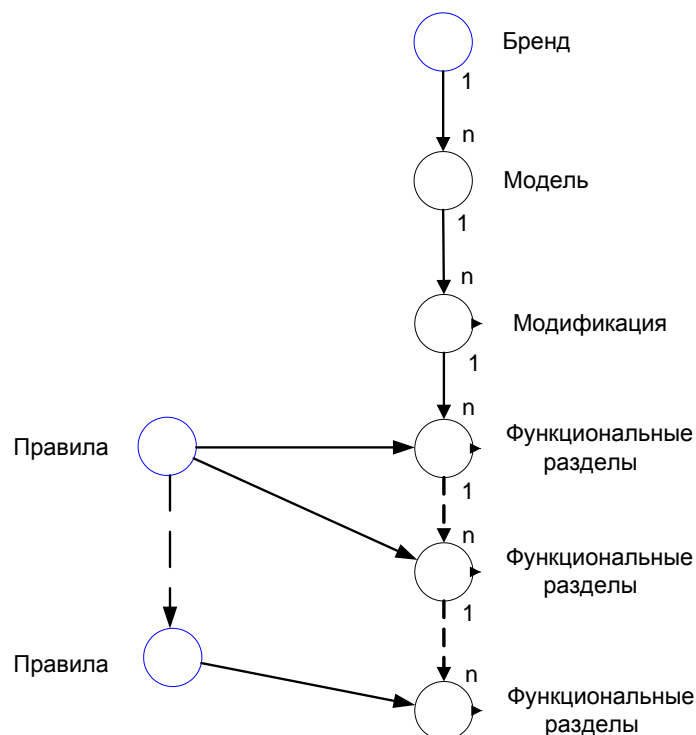 Бренд
1
n
Модель
1
n
Модификация
1
n
Правила
Функциональные
разделы
1
n
Функциональные
разделы
1
Правила
n
Функциональные
разделы